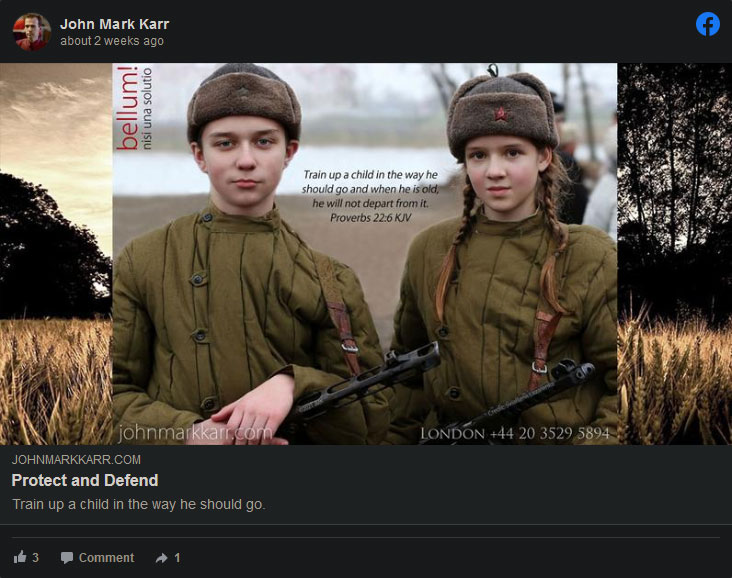 John Mark Karr
about 2 weeks ago
bellum!
nisi una solutio
Train up a child in the way he
should go and when he is old,
he will not depart from it.
Proverbs 22:6 KJV
johnmarkkarr.com
LONDON +44 20 3529 5894
JOHNMARKKARR.COM
Protect and Defend
Train up a child in the way he should go.
3 Comment 1